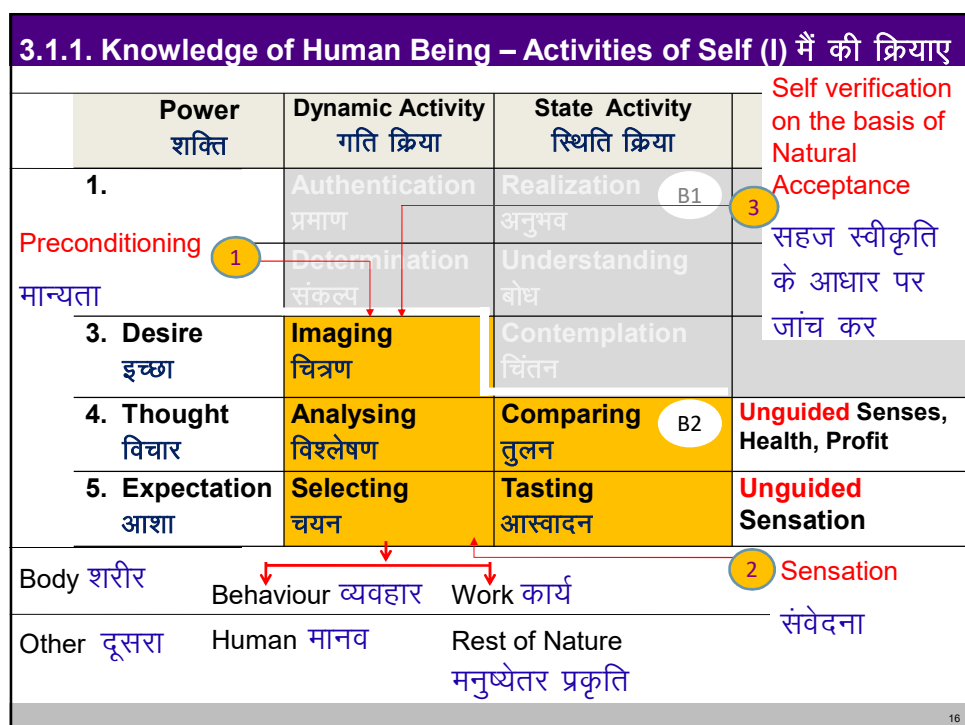 3.1.1. Knowledge of Human Being – Activities of Self (I) मैं की क्रियाए
Power
शक्ति
Dynamic Activity
गति क्रिया
State Activity
स्थिति क्रिया
Self verification
on the basis of
Natural
Acceptance
सहज स्वीकृति
के आधार पर
जांच कर
1.
Authentication
प्रमाण
Realization
अनुभव
B1
3
Preconditioning
मान्यता
1
Determination
संकल्प
Understanding
बोध
3. Desire
इच्छा
Imaging
चित्रण
Contemplation
चिंतन
4. Thought
विचार
Analysing
विश्लेषण
Comparing
तुलन
B2
Unguided Senses,
Health, Profit
5. Expectation
आशा
Selecting
चयन
Tasting
आस्वादन
Unguided
Sensation
Body शरीर
Behaviour व्यवहार
Work कार्य
2
Sensation
संवेदना
Other दूसरा
Human मानव
Rest of Nature
मनुष्येतर प्रकृति
16